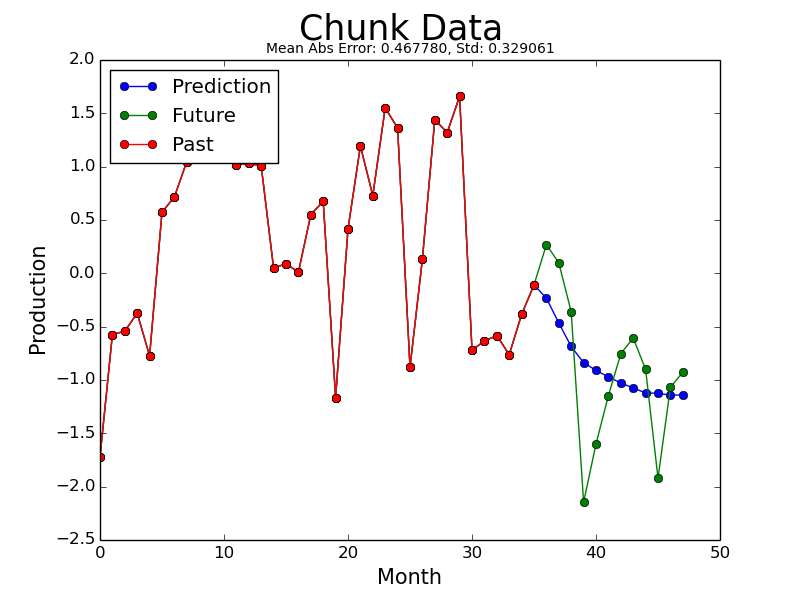 Chunk Data
Mean Abs Error: 0.467780, Std: 0.329061
Prediction
Future
Past
2.0
1.5
1.0
0.5
0.0
−0.5
−1.0
−1.5
−2.0
−2.5
Production
0 10 20 30 40 50
Month